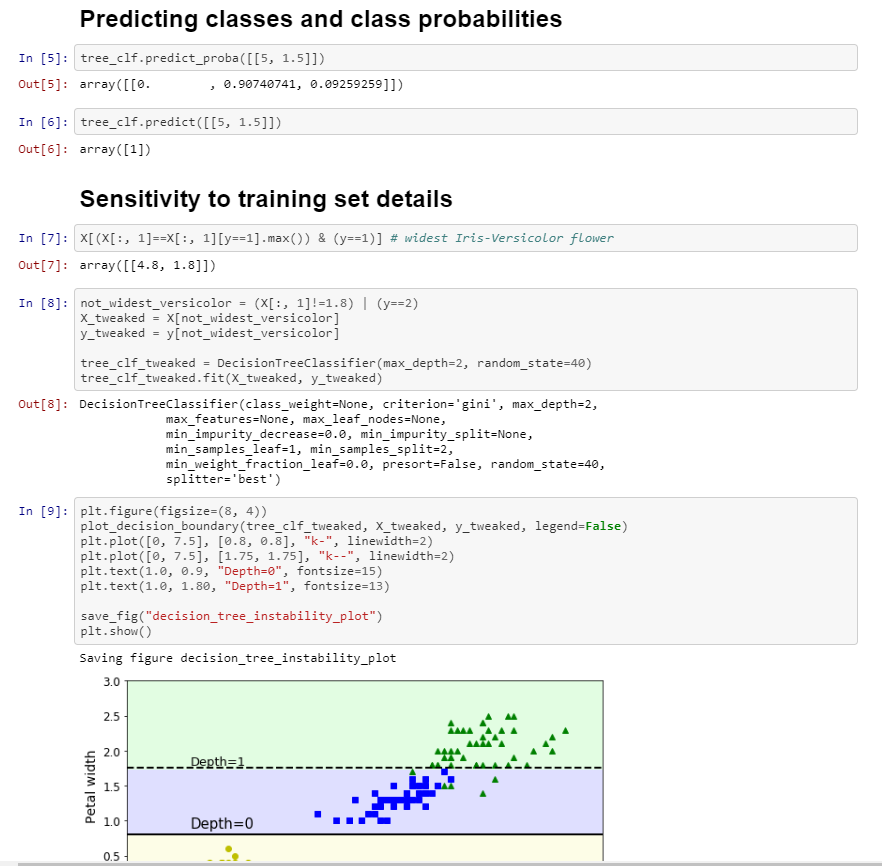 Predicting classes and class probabilities
In [5]: tree_clf.predict_proba([[5, 1.5]])
Out[5]: array([[0.        , 0.90740741, 0.09259259]])
In [6]: tree_clf.predict([[5, 1.5]])
Out[6]: array([1])
Sensitivity to training set details
In [7]: X[(X[:, 1]==X[:, 1][y==1].max()) & (y==1)] # widest Iris-Versicolor flower
Out[7]: array([[4.8, 1.8]])
In [8]: not_widest_versicolor = (X[:, 1]!=1.8) | (y==2)
X_tweaked = X[not_widest_versicolor]
y_tweaked = y[not_widest_versicolor]
tree_clf_tweaked = DecisionTreeClassifier(max_depth=2, random_state=40)
tree_clf_tweaked.fit(X_tweaked, y_tweaked)
Out[8]: DecisionTreeClassifier(class_weight=None, criterion='gini', max_depth=2,
max_features=None, max_leaf_nodes=None,
min_impurity_decrease=0.0, min_impurity_split=None,
min_samples_leaf=1, min_samples_split=2,
min_weight_fraction_leaf=0.0, presort=False, random_state=40,
splitter='best')
In [9]: plt.figure(figsize=(8, 4))
plot_decision_boundary(tree_clf_tweaked, X_tweaked, y_tweaked, legend=False)
plt.plot([0, 7.5], [0.8, 0.8], "k-", linewidth=2)
plt.plot([0, 7.5], [1.75, 1.75], "k--", linewidth=2)
plt.text(1.0, 0.9, "Depth=0", fontsize=15)
plt.text(1.0, 1.80, "Depth=1", fontsize=13)
save_fig("decision_tree_instability_plot")
plt.show()
Saving figure decision_tree_instability_plot
3.0
2.5
2.0
Depth=1
1.5
Petal width
1.0
Depth=0
0.5